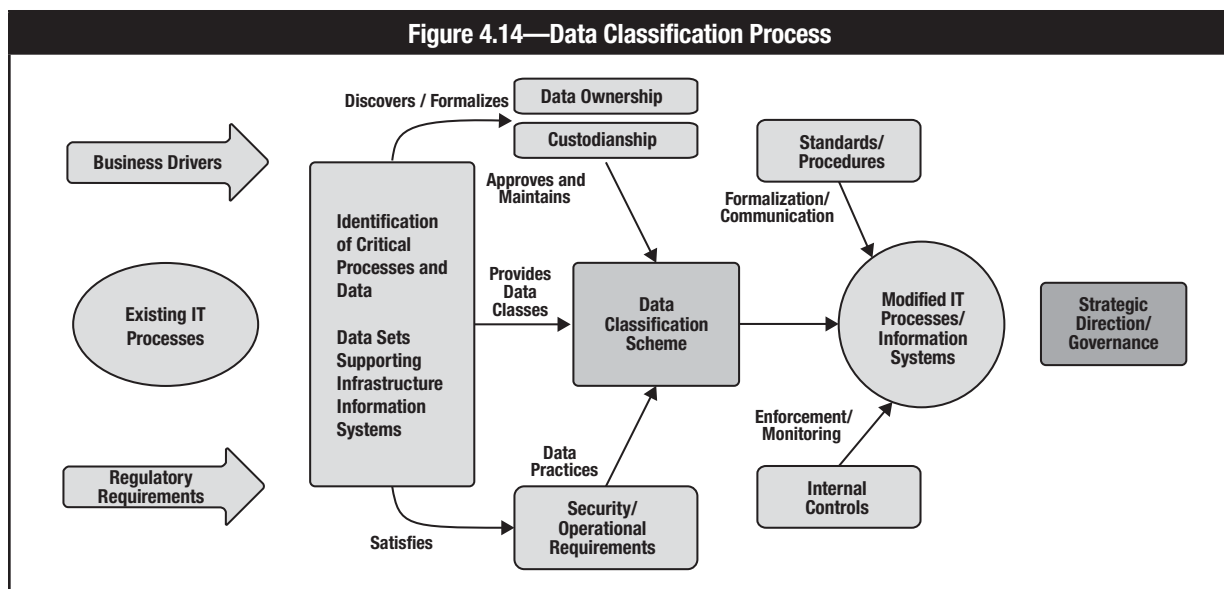 Figure 4.14—Data Classification Process
Business Drivers
Existing IT
Processes
Regulatory
Requirements
Identification
of Critical
Processes and
Data
Data Sets
Supporting
Infrastructure
Information
Systems
Discovers / Formalizes
Data Ownership
Custodianship
Approves and
Maintains
Provides
Data
Classes
Data
Classification
Scheme
Data
Practices
Satisfies
Security/
Operational
Requirements
Standards/
Procedures
Formalization/
Communication
Modified IT
Processes/
Information
Systems
Enforcement/
Monitoring
Internal
Controls
Strategic
Direction/
Governance